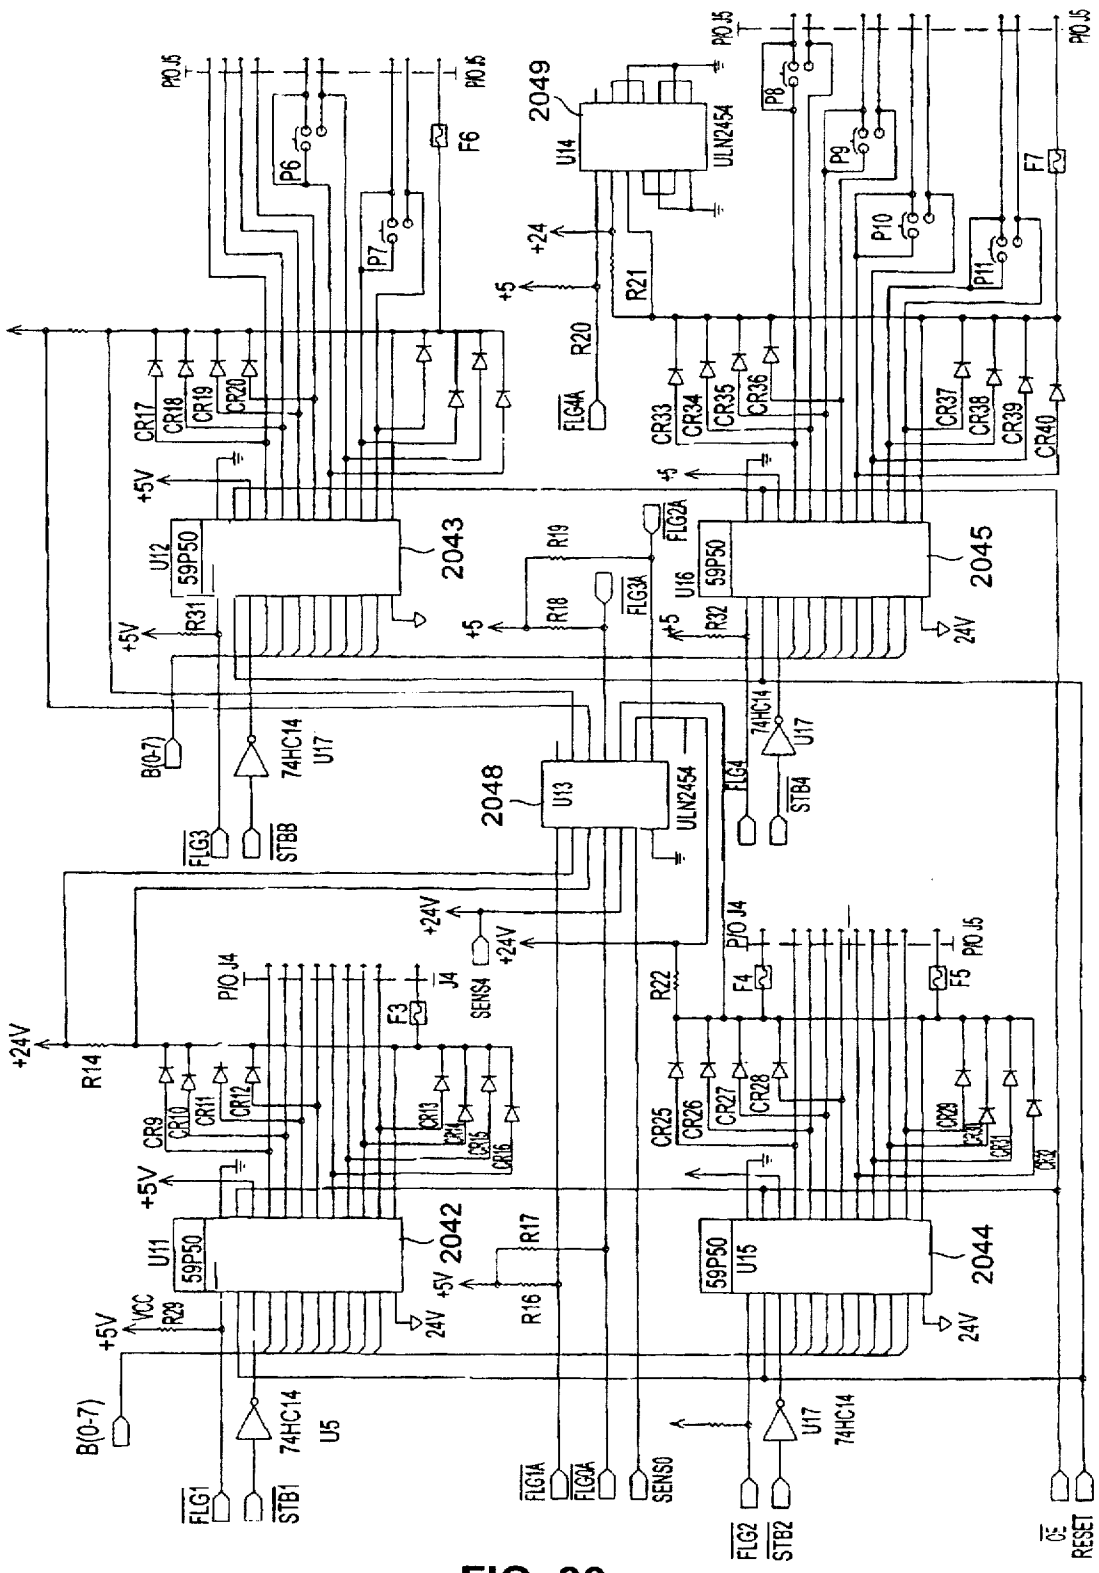 P/O J5
P/O J5
P6
F6
P7
CR17
CR18
CR19
CR20
+5V
U12
59P50
2043
R31
+5V
B(0-7)
74HC14
U17
FLG3
STBB
2049
U14
ULN2454
+24
+5
R20
R21
FLG4A
P/O J5
P/O J5
P8
P9
P10
P11
F7
CR33
CR34
CR35
CR36
CR37
CR38
CR39
CR40
+5
U16
59P50
2045
R32
+5
24V
R19
R18
+5
FLG2A
FLG3A
2048
U13
ULN2454
FLG4
74HC14
U17
STB4
+24V
R14
P/O J4
J4
F3
CR9
CR10
CR11
CR12
CR13
CR14
CR15
CR16
+5V
U11
59P50
2042
24V
+5V
VCC
R29
B(0-7)
74HC14
U5
FLG1
STB1
+24V
SENS4
+24V
R22
P/O J4
P/O J5
F4
F5
CR25
CR26
CR27
CR28
CR29
CR30
CR31
CR32
59P50
U15
2044
24V
+5V
R16
R17
FLG1A
FLG0A
SENS0
U17
74HC14
FLG2
STB2
OE
RESET